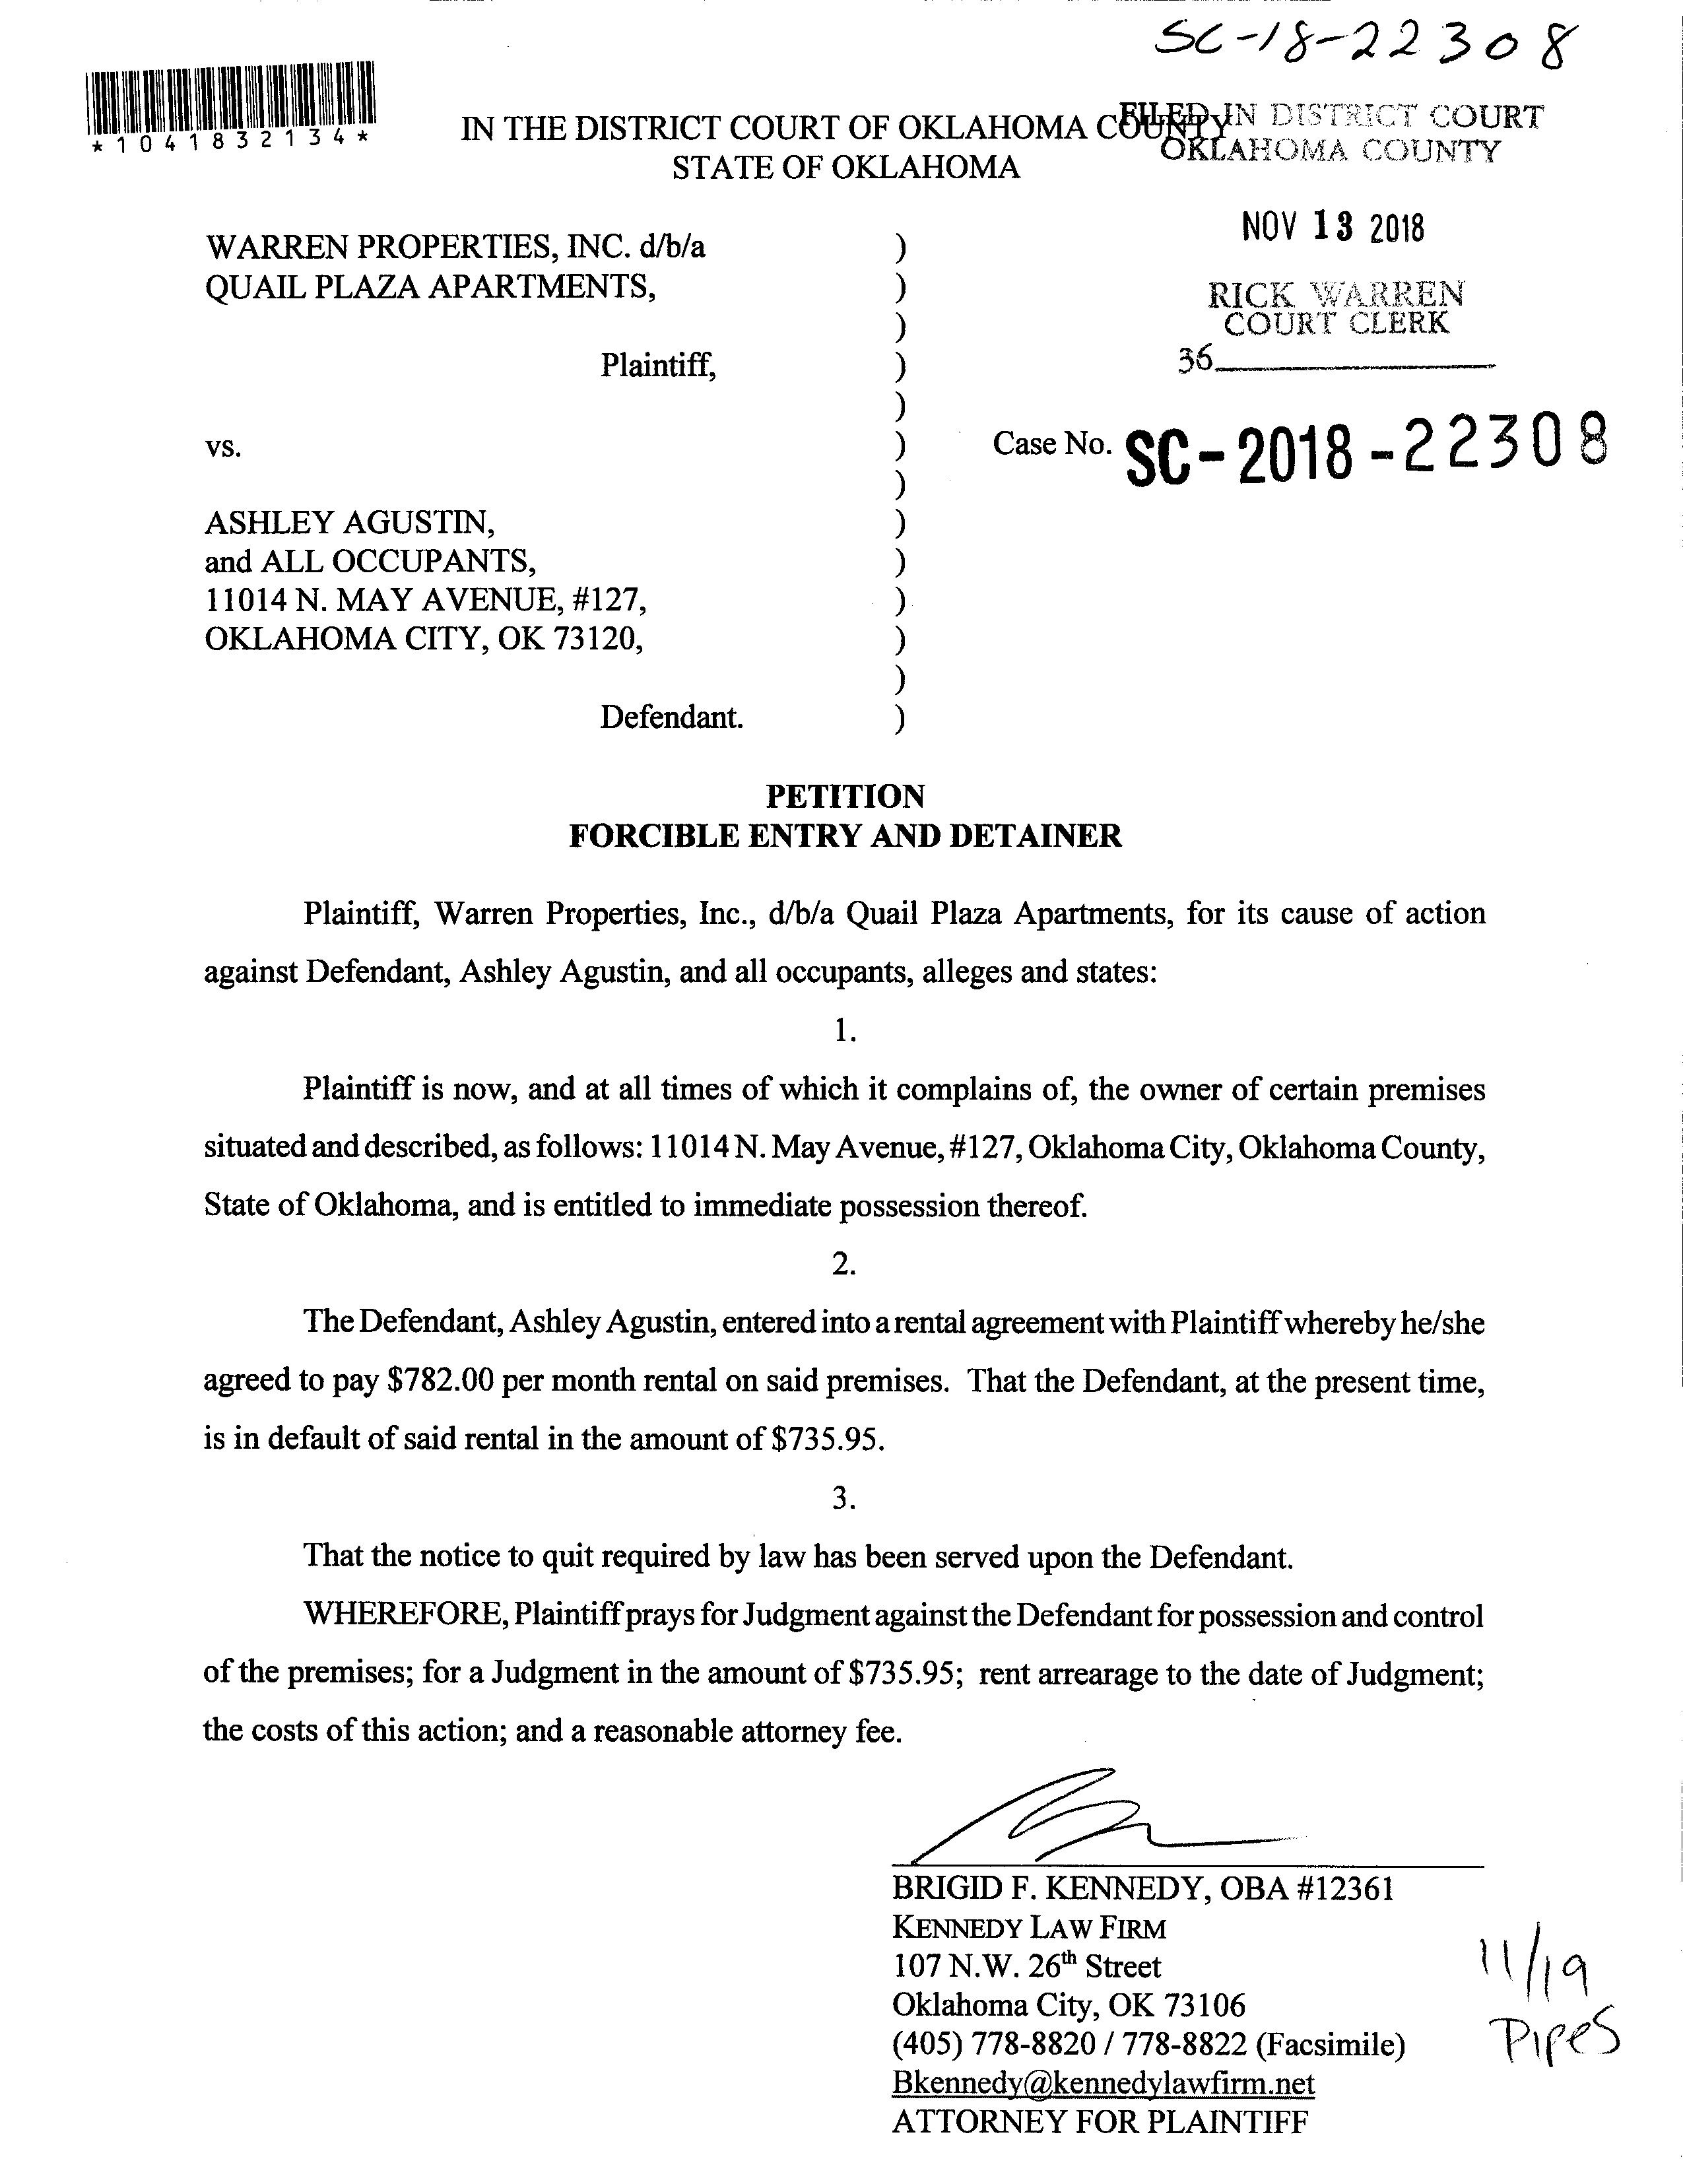 SC-18-22308
*1041832134*
IN THE DISTRICT COURT OF OKLAHOMA COUNTY
STATE OF OKLAHOMA
FILED IN DISTRICT COURT
OKLAHOMA COUNTY
NOV 13 2018
RICK WARREN
COURT CLERK
36
WARREN PROPERTIES, INC. d/b/a )
QUAIL PLAZA APARTMENTS, )
)
Plaintiff, )
)
vs. ) Case No. SC-2018-22308
)
ASHLEY AGUSTIN, )
and ALL OCCUPANTS, )
11014 N. MAY AVENUE, #127, )
OKLAHOMA CITY, OK 73120, )
)
Defendant. )
PETITION
FORCIBLE ENTRY AND DETAINER
Plaintiff, Warren Properties, Inc., d/b/a Quail Plaza Apartments, for its cause of action
against Defendant, Ashley Agustin, and all occupants, alleges and states:
1.
Plaintiff is now, and at all times of which it complains of, the owner of certain premises
situated and described, as follows: 11014 N. May Avenue, #127, Oklahoma City, Oklahoma County,
State of Oklahoma, and is entitled to immediate possession thereof.
2.
The Defendant, Ashley Agustin, entered into a rental agreement with Plaintiff whereby he/she
agreed to pay $782.00 per month rental on said premises. That the Defendant, at the present time,
is in default of said rental in the amount of $735.95.
3.
That the notice to quit required by law has been served upon the Defendant.
WHEREFORE, Plaintiff prays for Judgment against the Defendant for possession and control
of the premises; for a Judgment in the amount of $735.95; rent arrearage to the date of Judgment;
the costs of this action; and a reasonable attorney fee.
BRIGID F. KENNEDY, OBA #12361
KENNEDY LAW FIRM
107 N.W. 26th Street
Oklahoma City, OK 73106
(405) 778-8820 / 778-8822 (Facsimile)
Bkennedy@kennedylawfirm.net
ATTORNEY FOR PLAINTIFF
11/19
Pipes